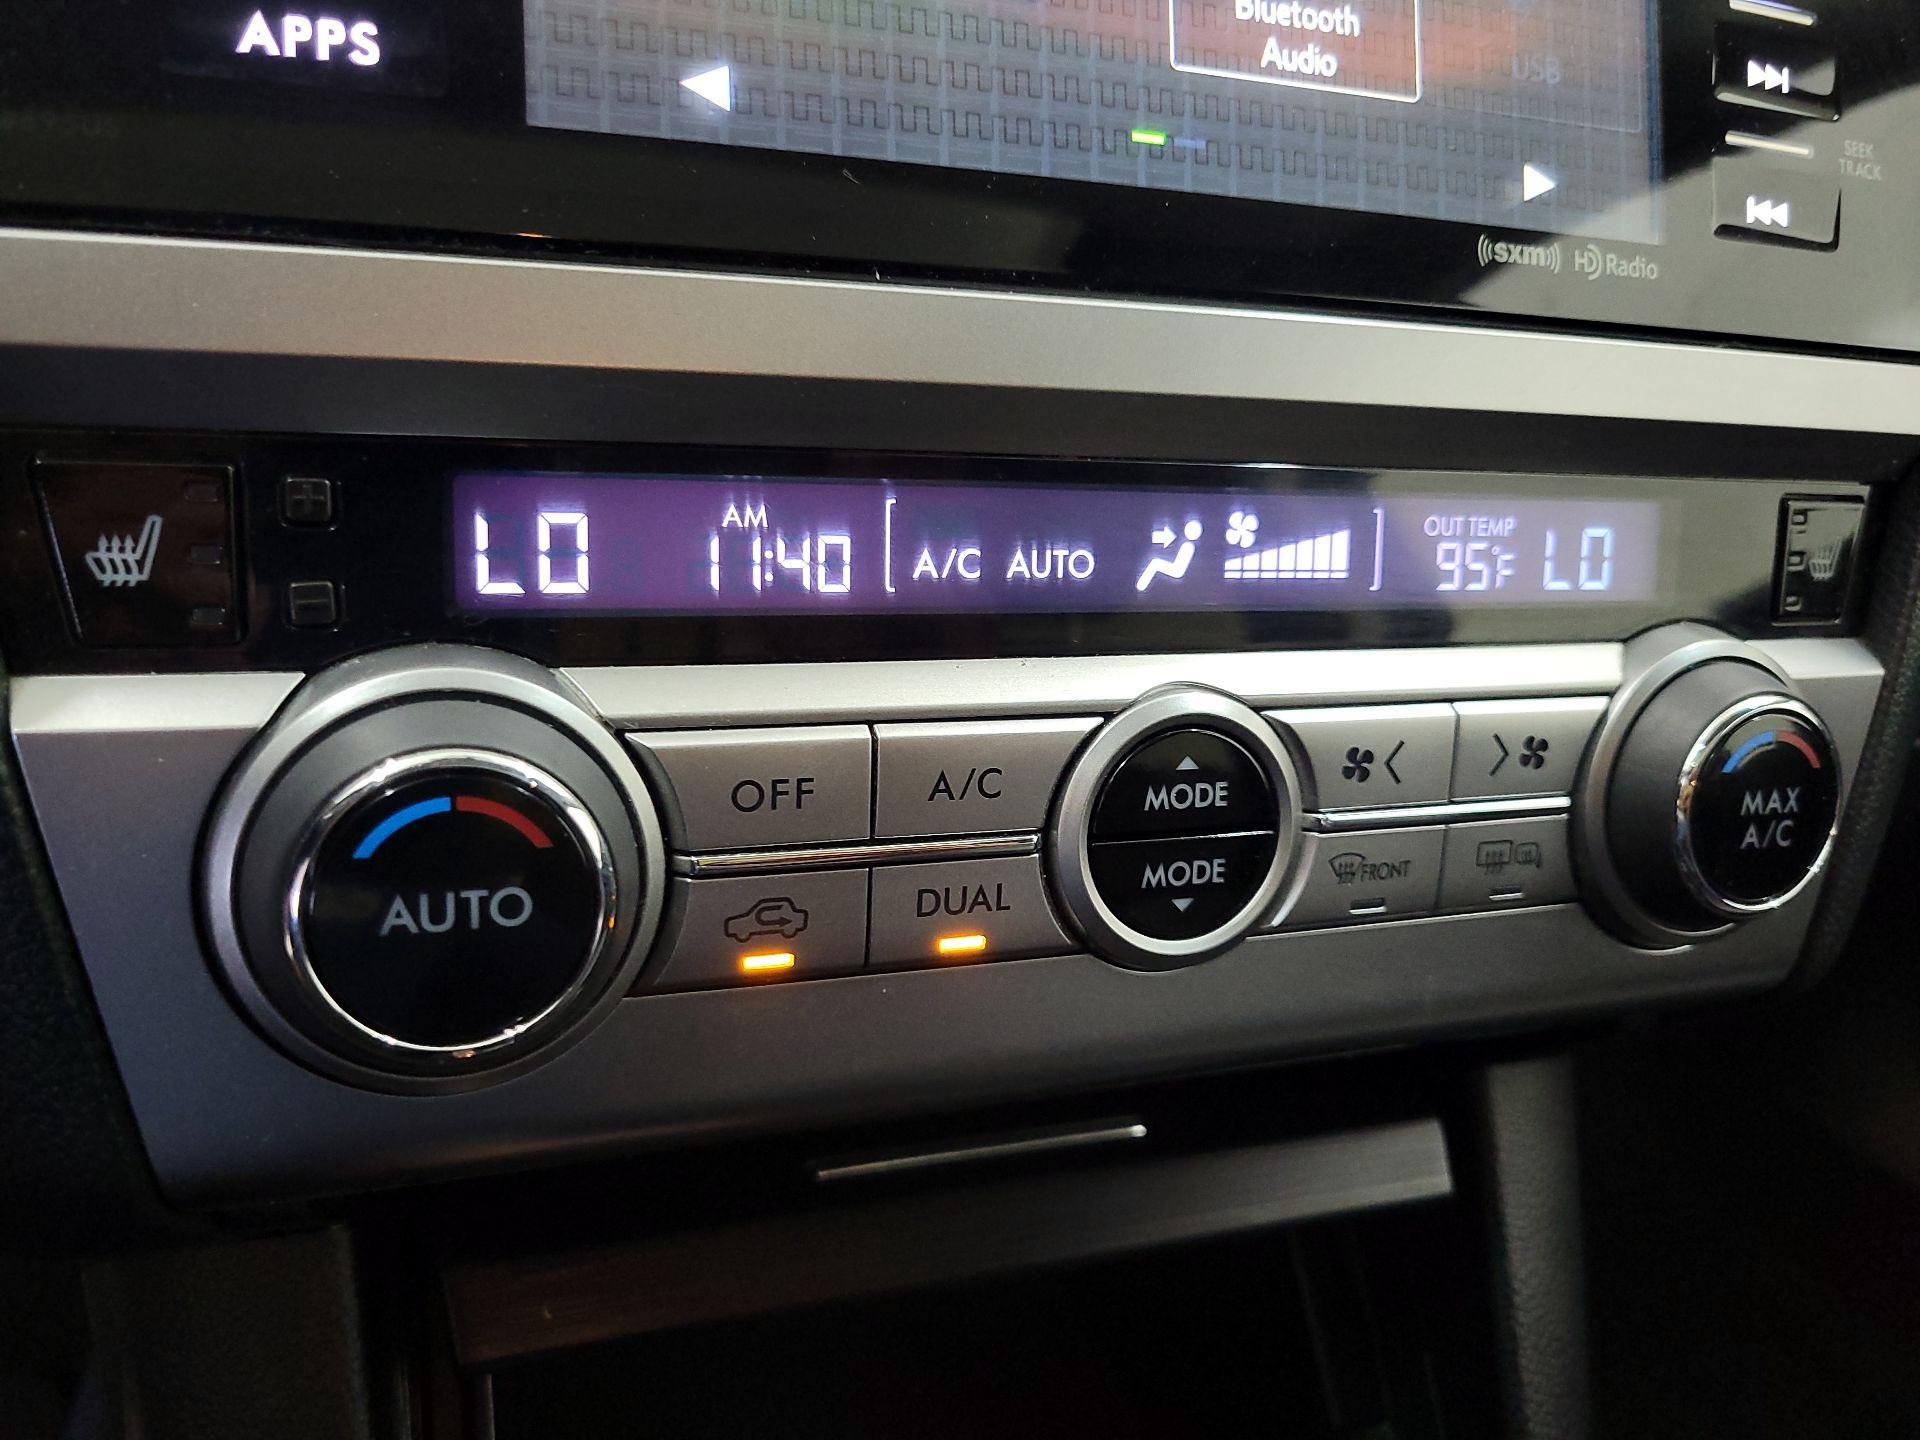 APPS
Bluetooth
Audio
USB
SEEK
TRACK
((sxm)) HD Radio
LO AM 11:40 A/C AUTO OUT TEMP 95°F LO
OFF A/C MODE
AUTO DUAL MODE FRONT
MAX
A/C